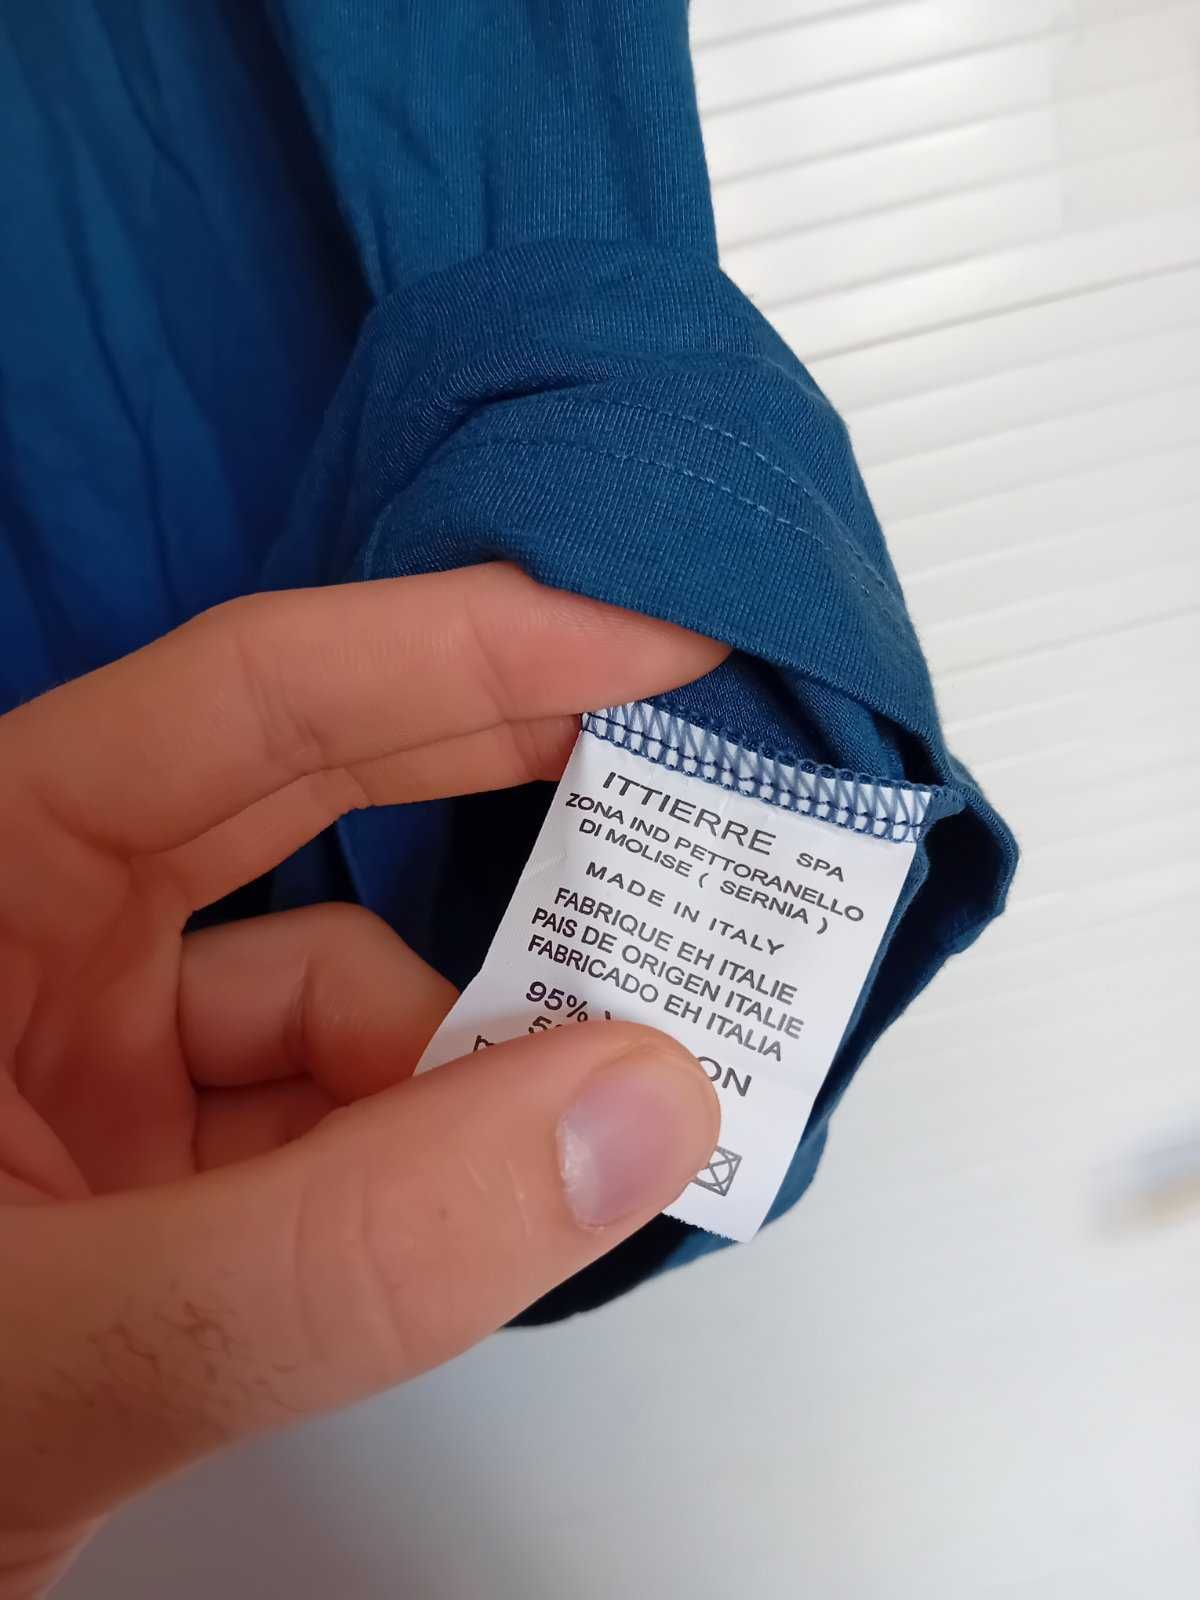 ITTIERRE SPA
ZONA IND PETTORANELLO
DI MOLISE ( SERNIA )
MADE IN ITALY
FABRIQUE EH ITALIE
PAIS DE ORIGEN ITALIE
FABRICADO EH ITALIA
95%